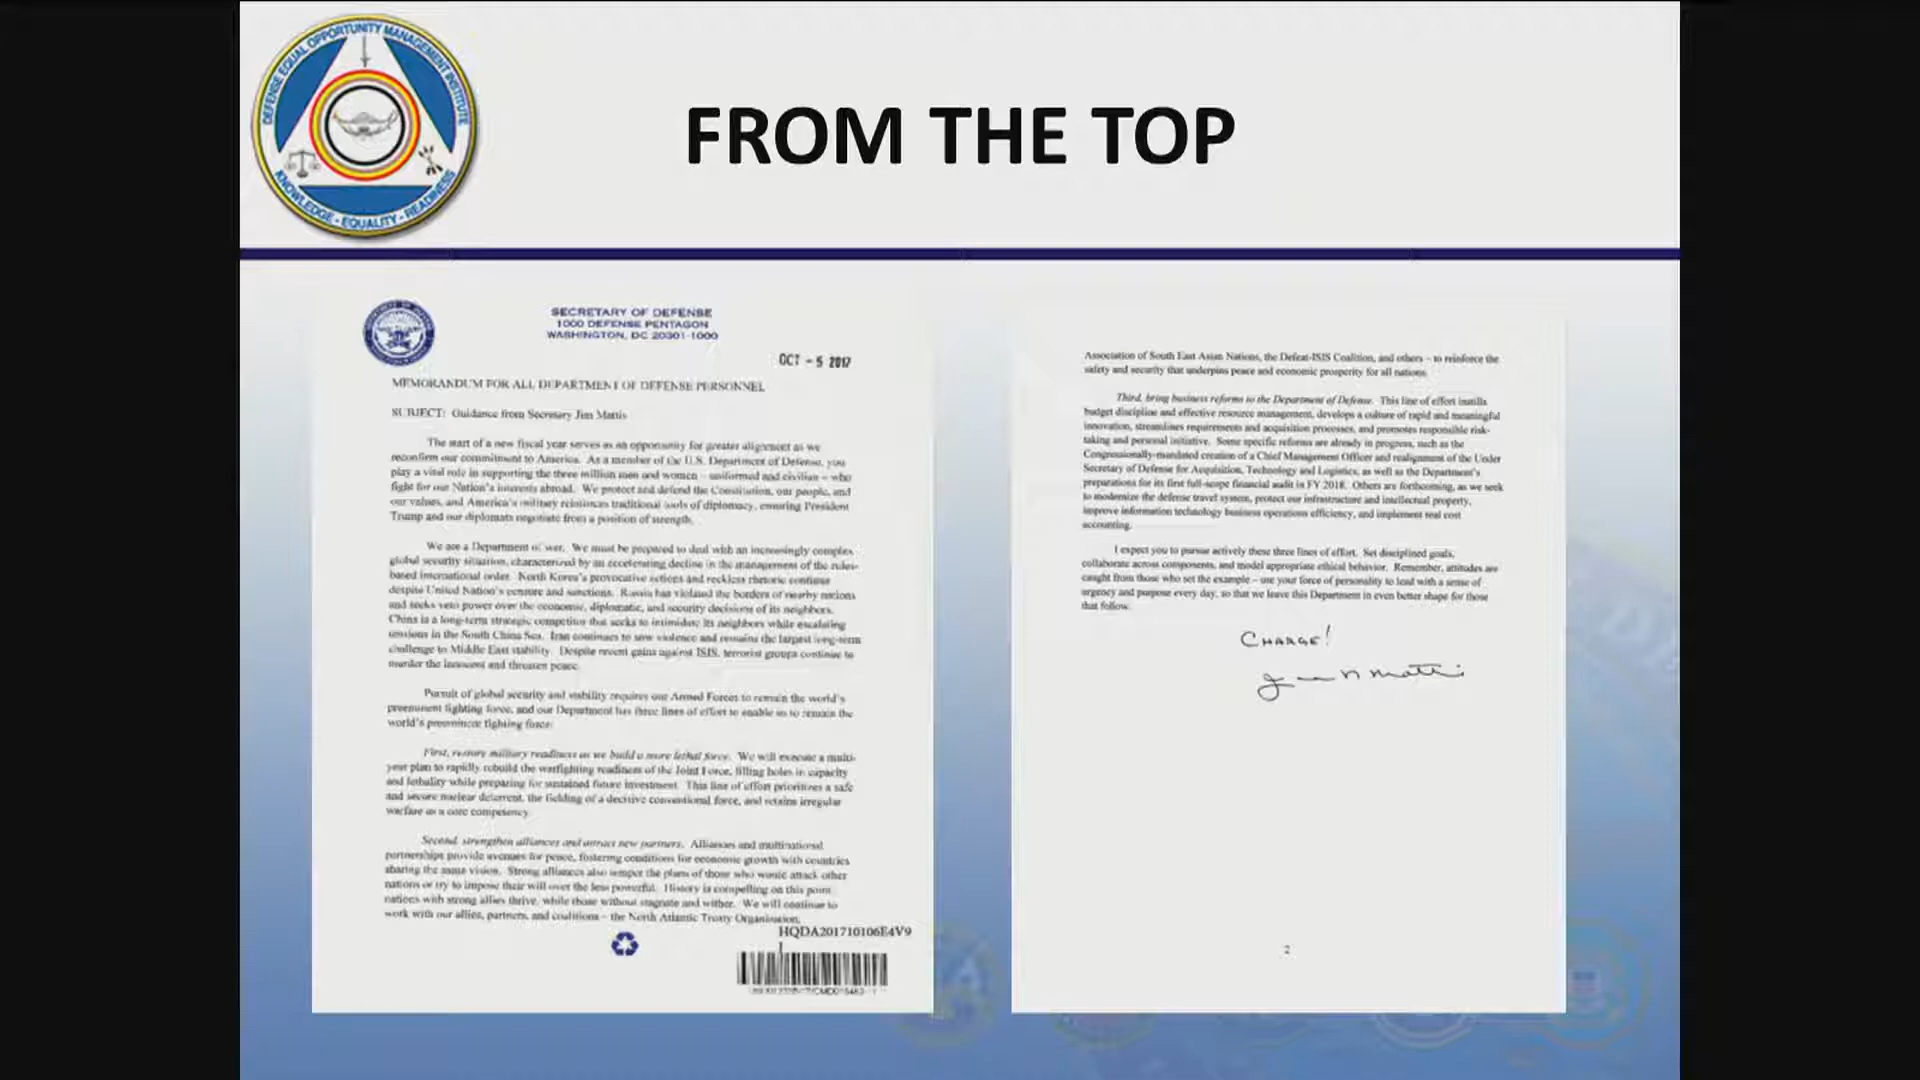 DEFENSE EQUAL OPPORTUNITY MANAGEMENT INSTITUTE
KNOWLEDGE - EQUALITY - READINESS
FROM THE TOP
SECRETARY OF DEFENSE
1000 DEFENSE PENTAGON
WASHINGTON, DC 20301-1000
OCT - 5 2017
MEMORANDUM FOR ALL DEPARTMENT OF DEFENSE PERSONNEL
SUBJECT: Guidance from Secretary Jim Mattis
The start of a new fiscal year serves as an opportunity for greater alignment as we
reconfirm our commitment to America. As a member of the U.S. Department of Defense, you
play a vital role in supporting the three million men and women – uniformed and civilian – who
fight for our Nation's interests abroad. We protect and defend the Constitution, our people, and
our values, and America's military reinforces traditional tools of diplomacy, ensuring President
Trump and our diplomats negotiate from a position of strength.
We are a Department of war. We must be prepared to deal with an increasingly complex
global security situation, characterized by an accelerating decline in the management of the rules-
based international order. North Korea's provocative actions and reckless rhetoric continue
despite United Nation's censure and sanctions. Russia has violated the borders of nearby nations
and seeks veto power over the economic, diplomatic, and security decisions of its neighbors.
China is a long-term strategic competitor that seeks to intimidate its neighbors while escalating
tensions in the South China Sea. Iran continues to sow violence and remains the largest long-term
challenge to Middle East stability. Despite recent gains against ISIS, terrorist groups continue to
murder the innocent and threaten peace.
Pursuit of global security and stability requires our Armed Forces to remain the world's
preeminent fighting force, and our Department has three lines of effort to enable us to remain the
world's preeminent fighting force:
First, restore military readiness as we build a more lethal force. We will execute a multi-
year plan to rapidly rebuild the warfighting readiness of the Joint Force, filling holes in capacity
and lethality while preparing for sustained future investment. This line of effort prioritizes a safe
and secure nuclear deterrent, the fielding of a decisive conventional force, and retains irregular
warfare as a core competency.
Second, strengthen alliances and attract new partners. Alliances and multinational
partnerships provide avenues for peace, fostering conditions for economic growth with countries
sharing the same vision. Strong alliances also temper the plans of those who would attack other
nations or try to impose their will over the less powerful. History is compelling on this point
nations with strong allies thrive, while those without stagnate and wither. We will continue to
work with our allies, partners, and coalitions – the North Atlantic Treaty Organization,
HQDA201710106E4V9
Association of South East Asian Nations, the Defeat-ISIS Coalition, and others – to reinforce the
safety and security that underpins peace and economic prosperity for all nations.
Third, bring business reforms to the Department of Defense. This line of effort instills
budget discipline and effective resource management, develops a culture of rapid and meaningful
innovation, streamlines requirements and acquisition processes, and promotes responsible risk-
taking and personal initiative. Some specific reforms are already in progress, such as the
Congressionally-mandated creation of a Chief Management Officer and realignment of the Under
Secretary of Defense for Acquisition, Technology and Logistics, as well as the Department's
preparations for its first full-scope financial audit in FY 2018. Others are forthcoming, as we seek
to modernize the defense travel system, protect our infrastructure and intellectual property,
improve information technology business operations efficiency, and implement real cost
accounting.
I expect you to pursue actively these three lines of effort. Set disciplined goals,
collaborate across components, and model appropriate ethical behavior. Remember, attitudes are
caught from those who set the example – use your force of personality to lead with a sense of
urgency and purpose every day, so that we leave this Department in even better shape for those
that follow.
CHARGE!
2